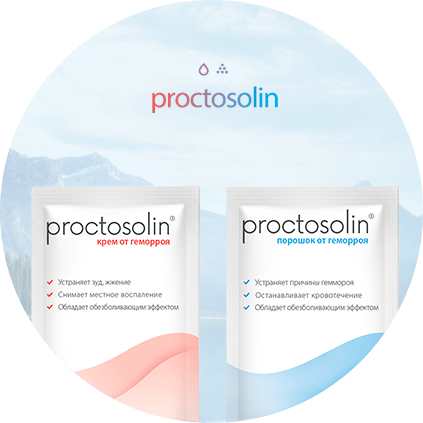 proctosolin
proctosolin®
крем от геморроя
Устраняет зуд, жжение
Снимает местное воспаление
Обладает обезболивающим эффектом
proctosolin®
порошок от геморроя
Устраняет причины геммороя
Останавливает кровотечение
Обладает обезболивающим эффектом